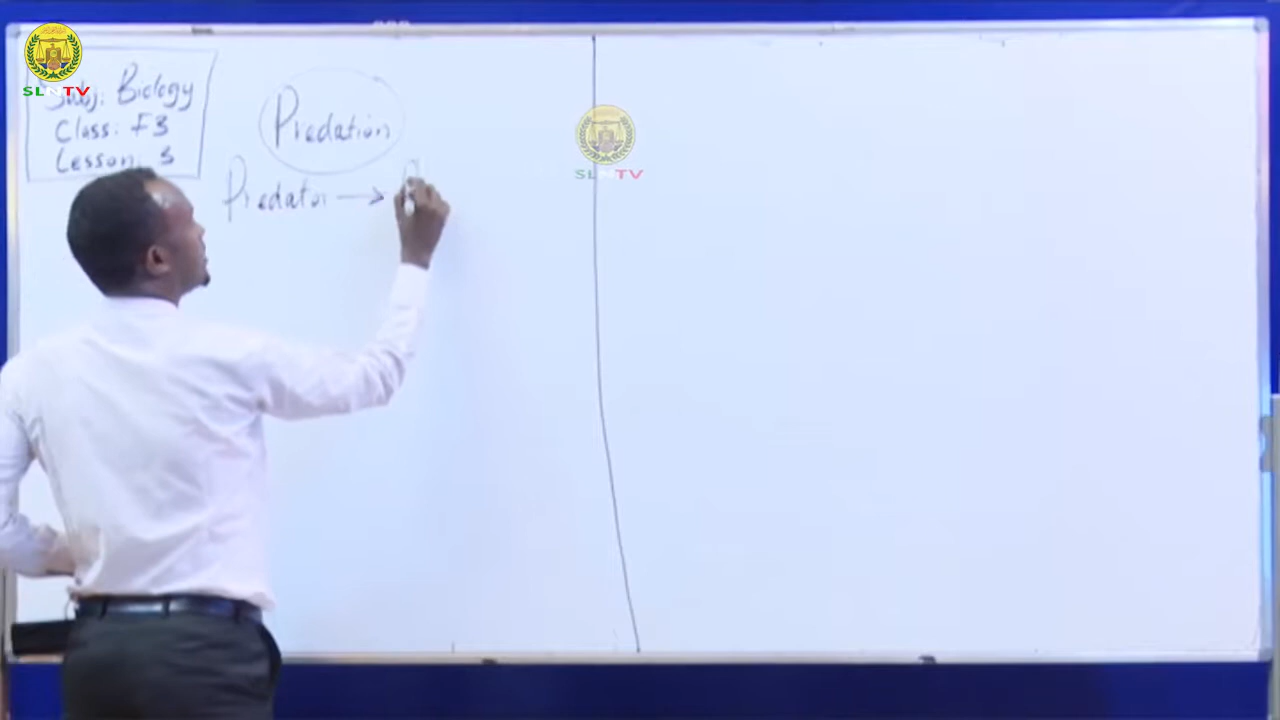 SLNTV
Subj: Biology
Class: F3
Lesson: 3
Predation
Predator →
SLNTV